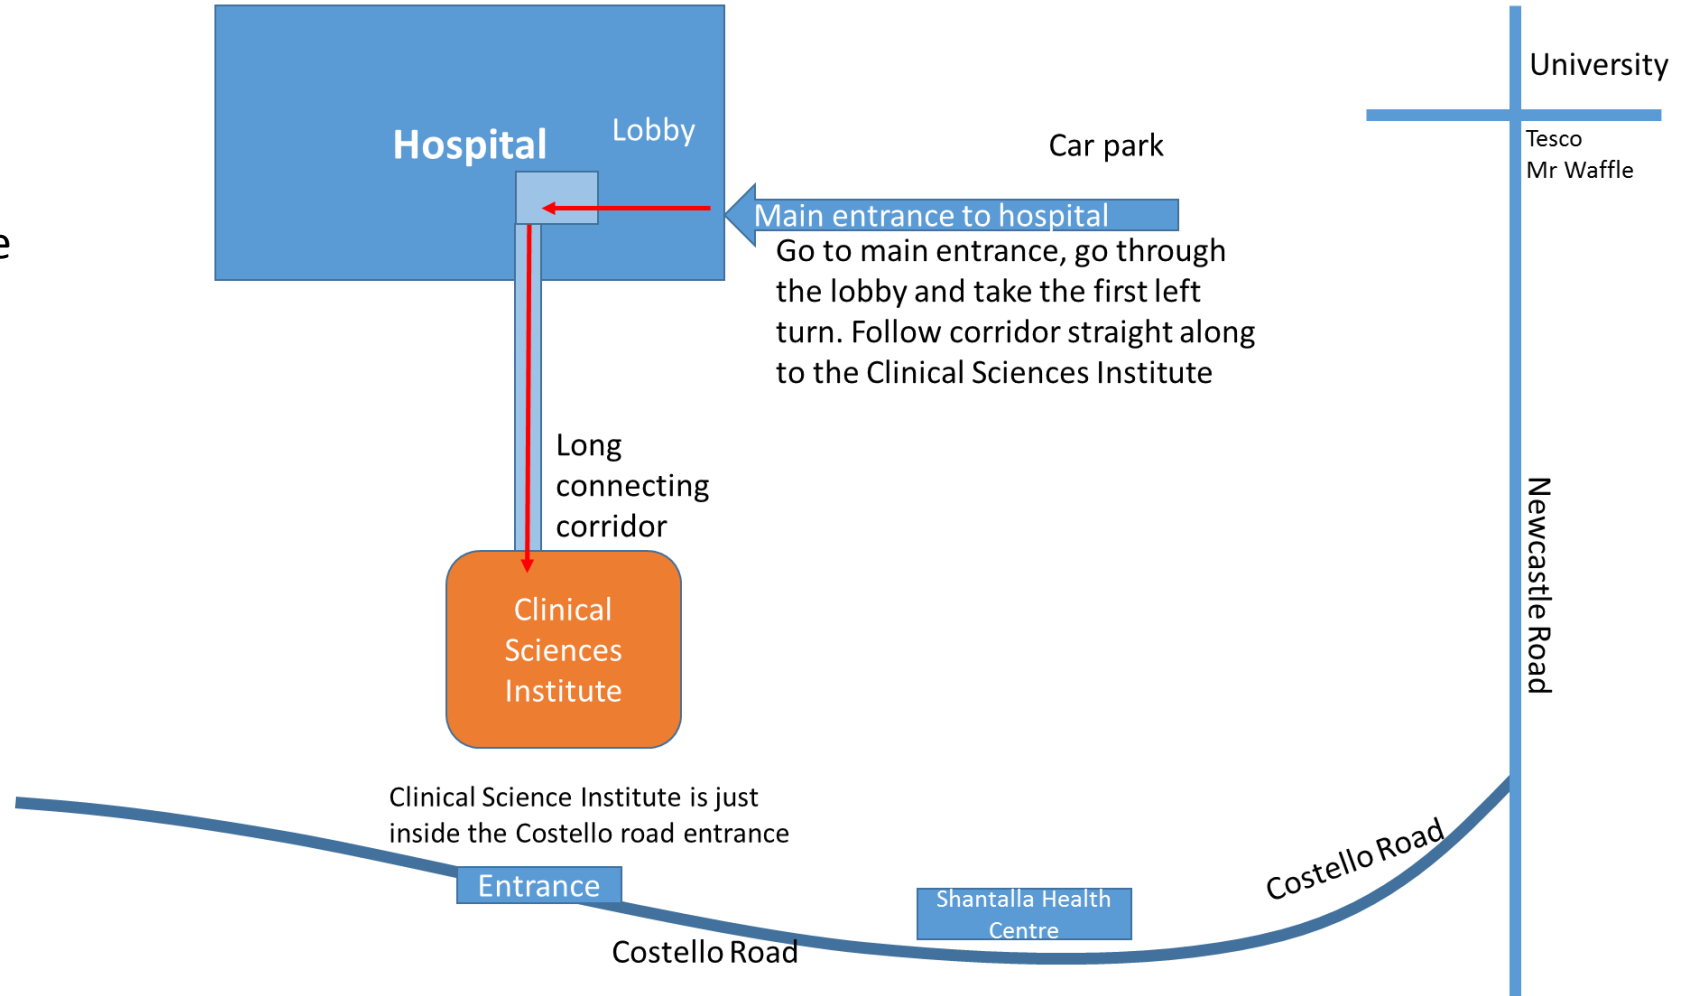 University
Lobby
Hospital
Car park
Tesco
Mr Waffle
Main entrance to hospital
e
Go to main entrance, go through
the lobby and take the first left
turn. Follow corridor straight along
to the Clinical Sciences Institute
Long
connecting
corridor
Newcastle Road
Clinical
Sciences
Institute
Clinical Science Institute is just
inside the Costello road entrance
Entrance
Costello Road
Shantalla Health
Centre
Costello Road